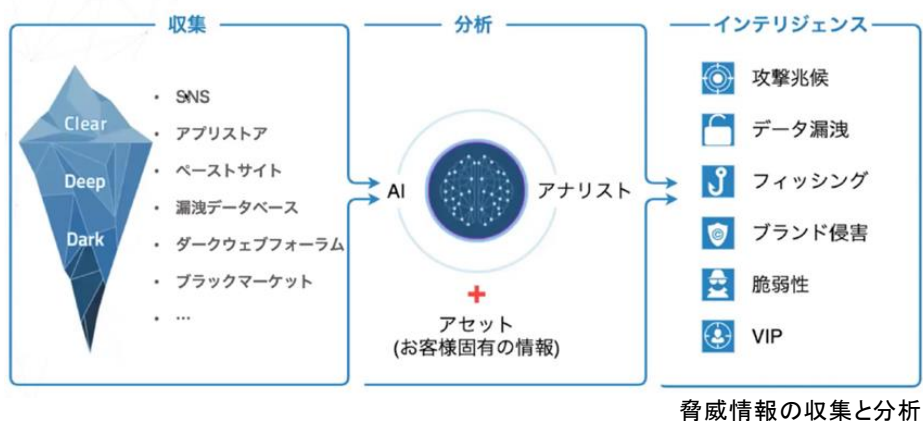 収集
Clear
Deep
Dark
・ SNS
・ アプリストア
・ ペーストサイト
・ 漏洩データベース
・ ダークウェブフォーラム
・ ブラックマーケット
・ …
分析
AI
アナリスト
+
アセット
(お客様固有の情報)
インテリジェンス
攻撃兆候
データ漏洩
フィッシング
ブランド侵害
脆弱性
VIP
脅威情報の収集と分析